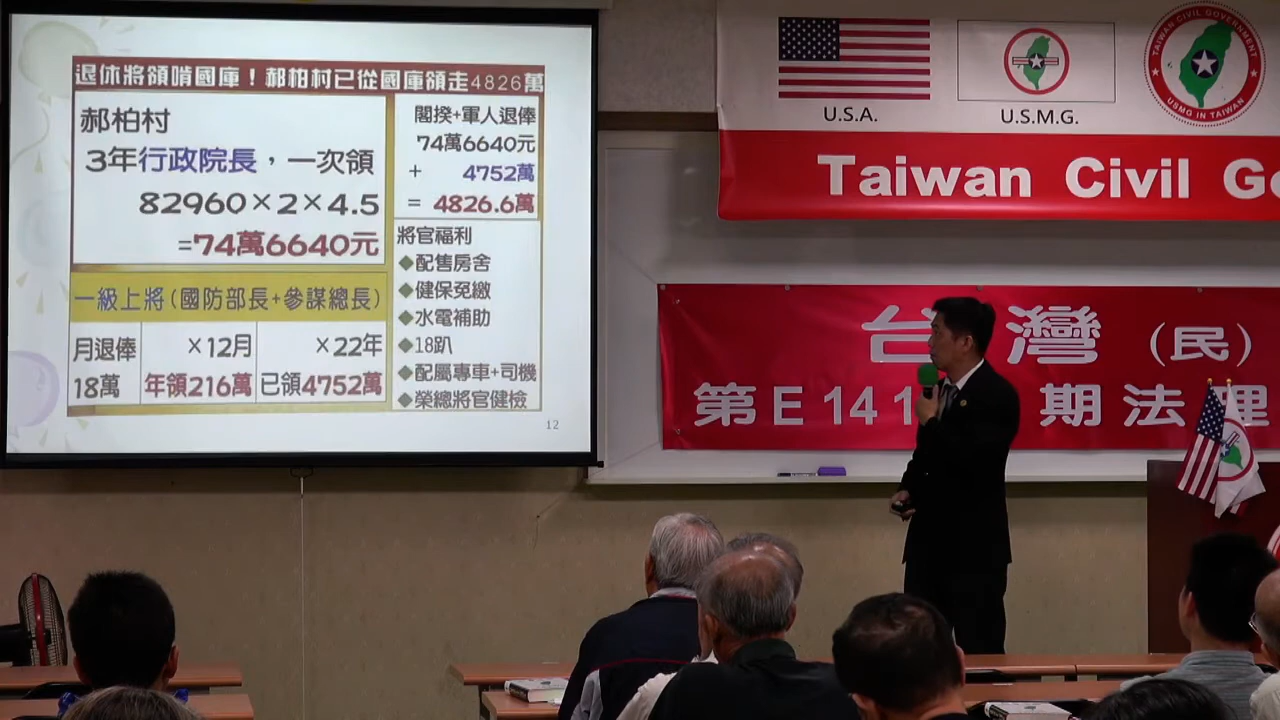 退休將領啃國庫！郝柏村已從國庫領走4826萬
郝柏村
3年行政院長，一次領
82960×2×4.5
=74萬6640元
閣揆+軍人退俸
74萬6640元
+ 4752萬
= 4826.6萬
一級上將(國防部長+參謀總長)
月退俸 ×12月 ×22年
18萬 年領216萬 已領4752萬
將官福利
◆配售房舍
◆健保免繳
◆水電補助
◆18趴
◆配屬專車+司機
◆榮總將官健檢
12
U.S.A.
U.S.M.G.
TAIWAN CIVIL GOVERNMENT
USMG IN TAIWAN
Taiwan Civil G
台灣(民)
第E141 期法理